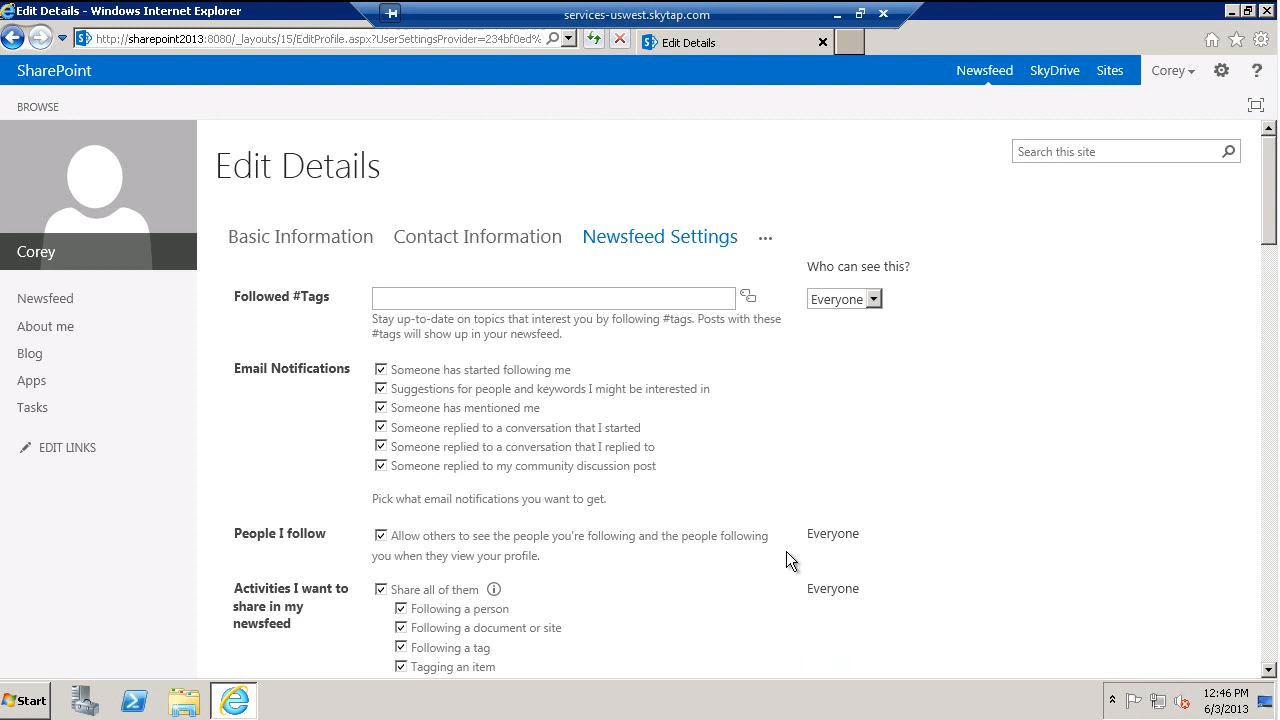 Edit Details - Windows Internet Explorer
services-uswest.skytap.com
http://sharepoint2013:8080/_layouts/15/EditProfile.aspx?UserSettingsProvider=234bf0ed%
Edit Details
SharePoint
Newsfeed
SkyDrive
Sites
Corey
?
BROWSE
Edit Details
Search this site
Corey
Basic Information
Contact Information
Newsfeed Settings
...
Who can see this?
Newsfeed
About me
Blog
Apps
Tasks
EDIT LINKS
Followed #Tags
Everyone
Stay up-to-date on topics that interest you by following #tags. Posts with these
#tags will show up in your newsfeed.
Email Notifications
Someone has started following me
Suggestions for people and keywords I might be interested in
Someone has mentioned me
Someone replied to a conversation that I started
Someone replied to a conversation that I replied to
Someone replied to my community discussion post
Pick what email notifications you want to get.
People I follow
Allow others to see the people you're following and the people following
you when they view your profile.
Everyone
Activities I want to
share in my
newsfeed
Share all of them
Everyone
Following a person
Following a document or site
Following a tag
Tagging an item
Start
12:46 PM
6/3/2013